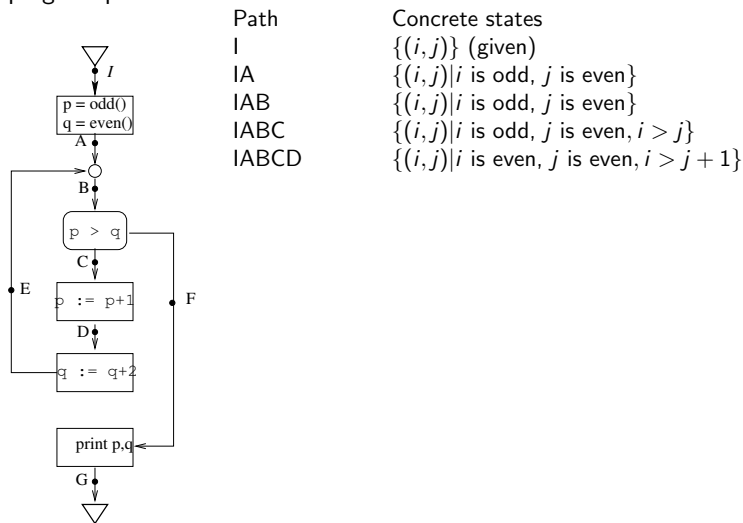 Path Concrete states
I {(i, j)} (given)
IA {(i, j)|i is odd, j is even}
IAB {(i, j)|i is odd, j is even}
IABC {(i, j)|i is odd, j is even, i > j}
IABCD {(i, j)|i is even, j is even, i > j + 1}
I
p = odd()
q = even()
A
B
p > q
C
E
F
p := p+1
D
q := q+2
print p,q
G